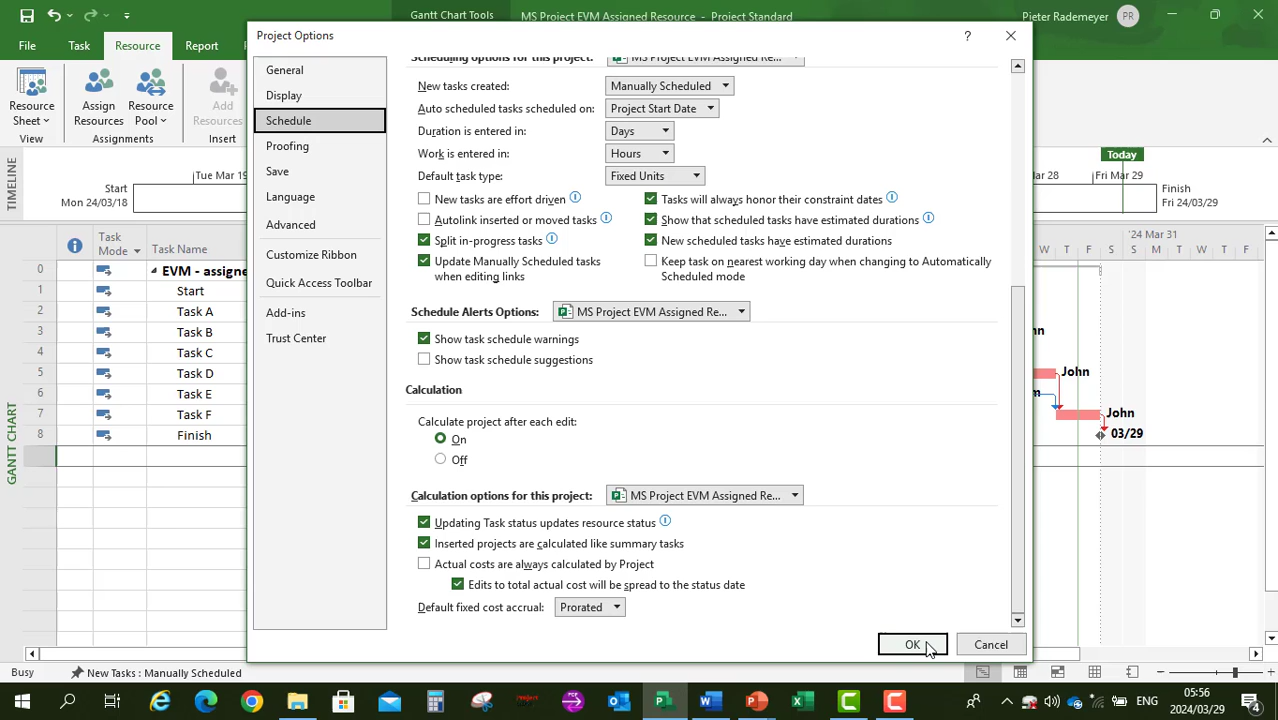 Gantt Chart Tools
MS Project EVM Assigned Resource - Project Standard
Pieter Rademeyer
PR
File
Task
Resource
Report
Project Options
?
Resource Sheet
Assign Resources
Resource Pool
Add Resources
View
Assignments
Insert
General
Display
Schedule
Proofing
Save
Language
Advanced
Customize Ribbon
Quick Access Toolbar
Add-ins
Trust Center
Scheduling options for this project:
MS Project EVM Assigned Re...
New tasks created:
Manually Scheduled
Auto scheduled tasks scheduled on:
Project Start Date
Duration is entered in:
Days
Work is entered in:
Hours
Default task type:
Fixed Units
New tasks are effort driven
Tasks will always honor their constraint dates
Autolink inserted or moved tasks
Show that scheduled tasks have estimated durations
Split in-progress tasks
New scheduled tasks have estimated durations
Update Manually Scheduled tasks
when editing links
Keep task on nearest working day when changing to Automatically
Scheduled mode
Schedule Alerts Options:
MS Project EVM Assigned Re...
Show task schedule warnings
Show task schedule suggestions
Calculation
Calculate project after each edit:
On
Off
Calculation options for this project:
MS Project EVM Assigned Re...
Updating Task status updates resource status
Inserted projects are calculated like summary tasks
Actual costs are always calculated by Project
Edits to total actual cost will be spread to the status date
Default fixed cost accrual:
Prorated
OK
Cancel
TIMELINE
Tue Mar 19
Start
Mon 24/03/18
Today
Mar 28
Fri Mar 29
Finish
Fri 24/03/29
GANTT CHART
Task Mode
Task Name
W T F S S M T W
'24 Mar 31
0 EVM - assigne
1 Start
2 Task A
3 Task B
4 Task C
5 Task D
6 Task E
7 Task F
8 Finish
John
John
03/29
Busy
New Tasks : Manually Scheduled
ENG
05:56
2024/03/29
4